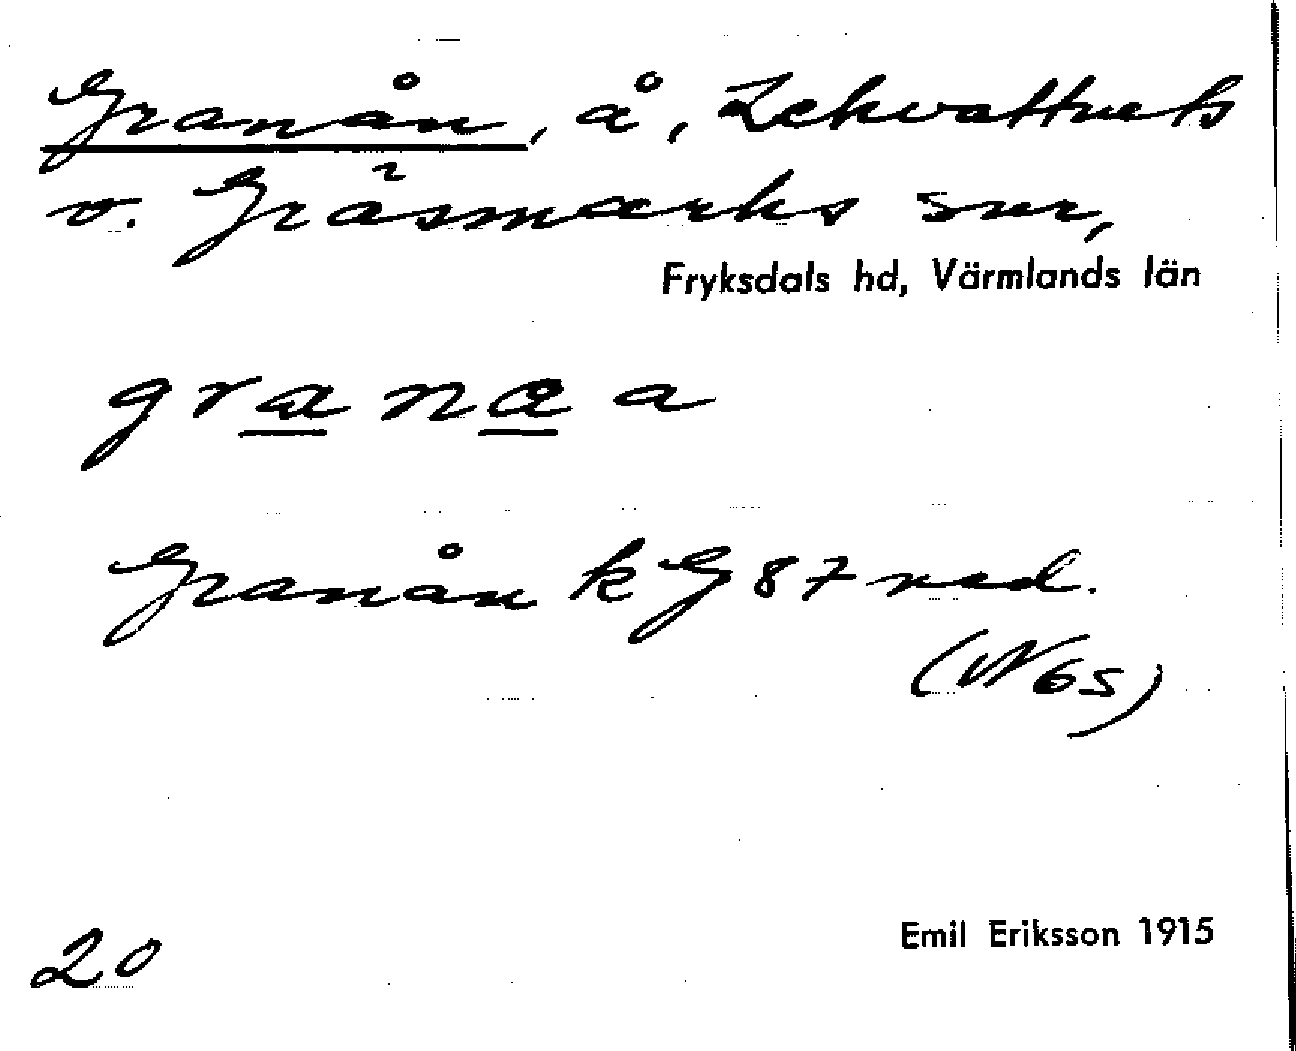 Granån, å, Lekvattnets
o. Gräsmarks snr,
Fryksdals hd, Värmlands län
granaa
Granån k G 87 ned.
(N 65)
Emil Eriksson 1915
20